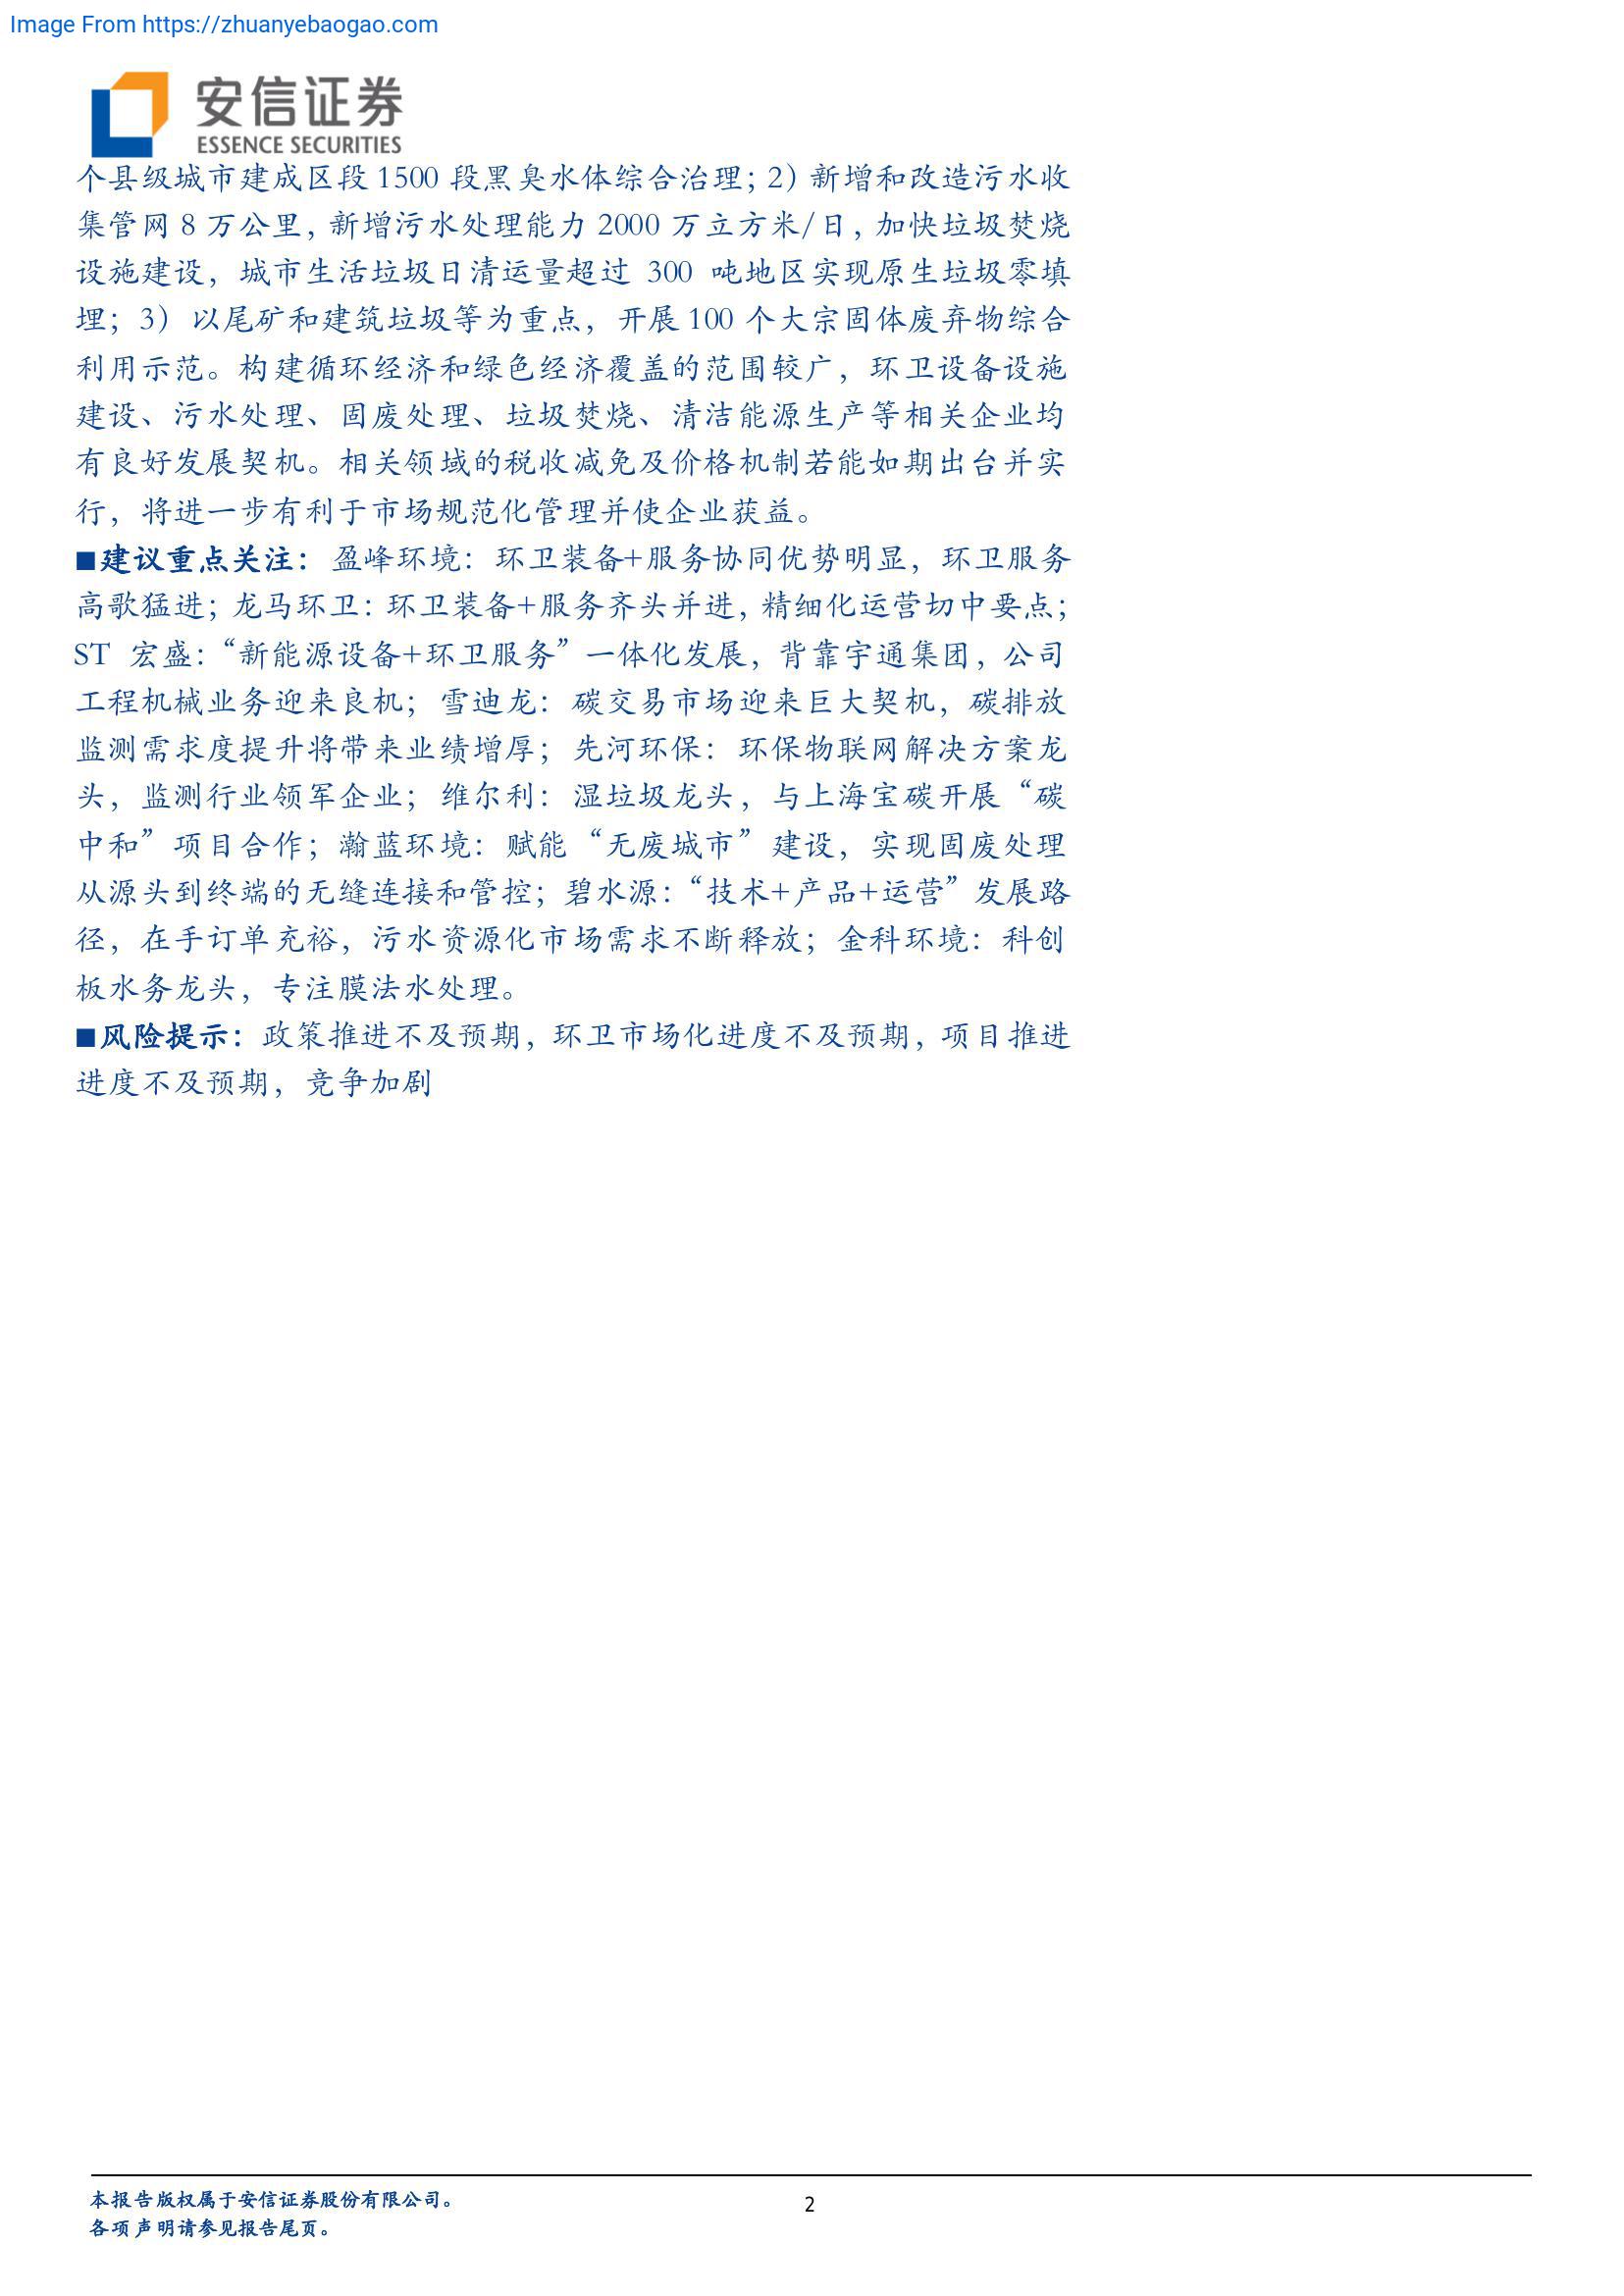 Image From https://zhuanyebaogao.com
安信证券
ESSENCE SECURITIES
个县级城市建成区段 1500 段黑臭水体综合治理；2）新增和改造污水收
集管网 8 万公里，新增污水处理能力 2000 万立方米/日，加快垃圾焚烧
设施建设，城市生活垃圾日清运量超过 300 吨地区实现原生垃圾零填
埋；3）以尾矿和建筑垃圾等为重点，开展 100 个大宗固体废弃物综合
利用示范。构建循环经济和绿色经济覆盖的范围较广，环卫设备设施
建设、污水处理、固废处理、垃圾焚烧、清洁能源生产等相关企业均
有良好发展契机。相关领域的税收减免及价格机制若能如期出台并实
行，将进一步有利于市场规范化管理并使企业获益。
■建议重点关注：盈峰环境：环卫装备+服务协同优势明显，环卫服务
高歌猛进；龙马环卫：环卫装备+服务齐头并进，精细化运营切中要点；
ST 宏盛：“新能源设备+环卫服务”一体化发展，背靠宇通集团，公司
工程机械业务迎来良机；雪迪龙：碳交易市场迎来巨大契机，碳排放
监测需求度提升将带来业绩增厚；先河环保：环保物联网解决方案龙
头，监测行业领军企业；维尔利：湿垃圾龙头，与上海宝碳开展“碳
中和”项目合作；瀚蓝环境：赋能“无废城市”建设，实现固废处理
从源头到终端的无缝连接和管控；碧水源：“技术+产品+运营”发展路
径，在手订单充裕，污水资源化市场需求不断释放；金科环境：科创
板水务龙头，专注膜法水处理。
■风险提示：政策推进不及预期，环卫市场化进度不及预期，项目推进
进度不及预期，竞争加剧
本报告版权属于安信证券股份有限公司。
各项声明请参见报告尾页。
2